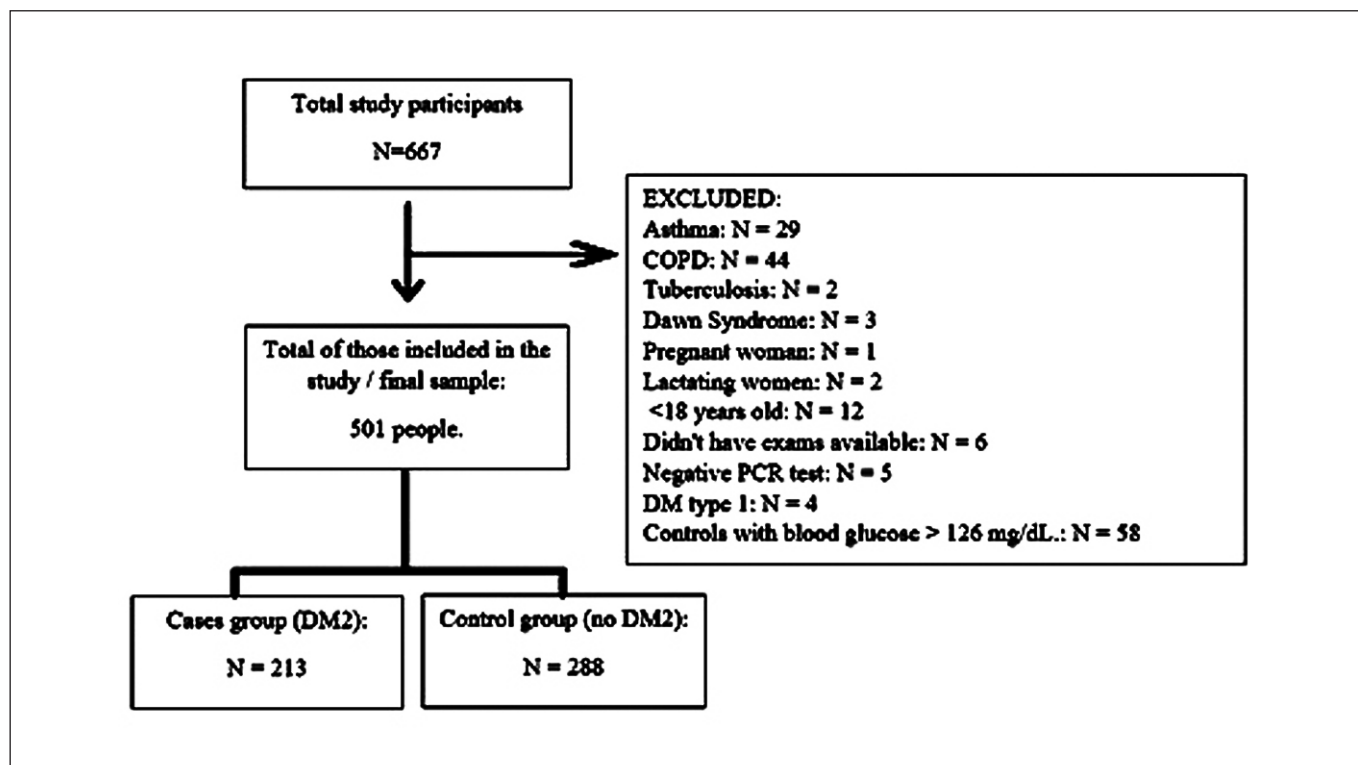 Total study participants
N=667
EXCLUDED:
Asthma: N = 29
COPD: N = 44
Tuberculosis: N = 2
Dawn Syndrome: N = 3
Pregnant woman: N = 1
Lactating women: N = 2
<18 years old: N = 12
Didn't have exams available: N = 6
Negative PCR test: N = 5
DM type 1: N = 4
Controls with blood glucose > 126 mg/dL.: N = 58
Total of those included in the
study / final sample:
501 people.
Cases group (DM2):
N = 213
Control group (no DM2):
N = 288